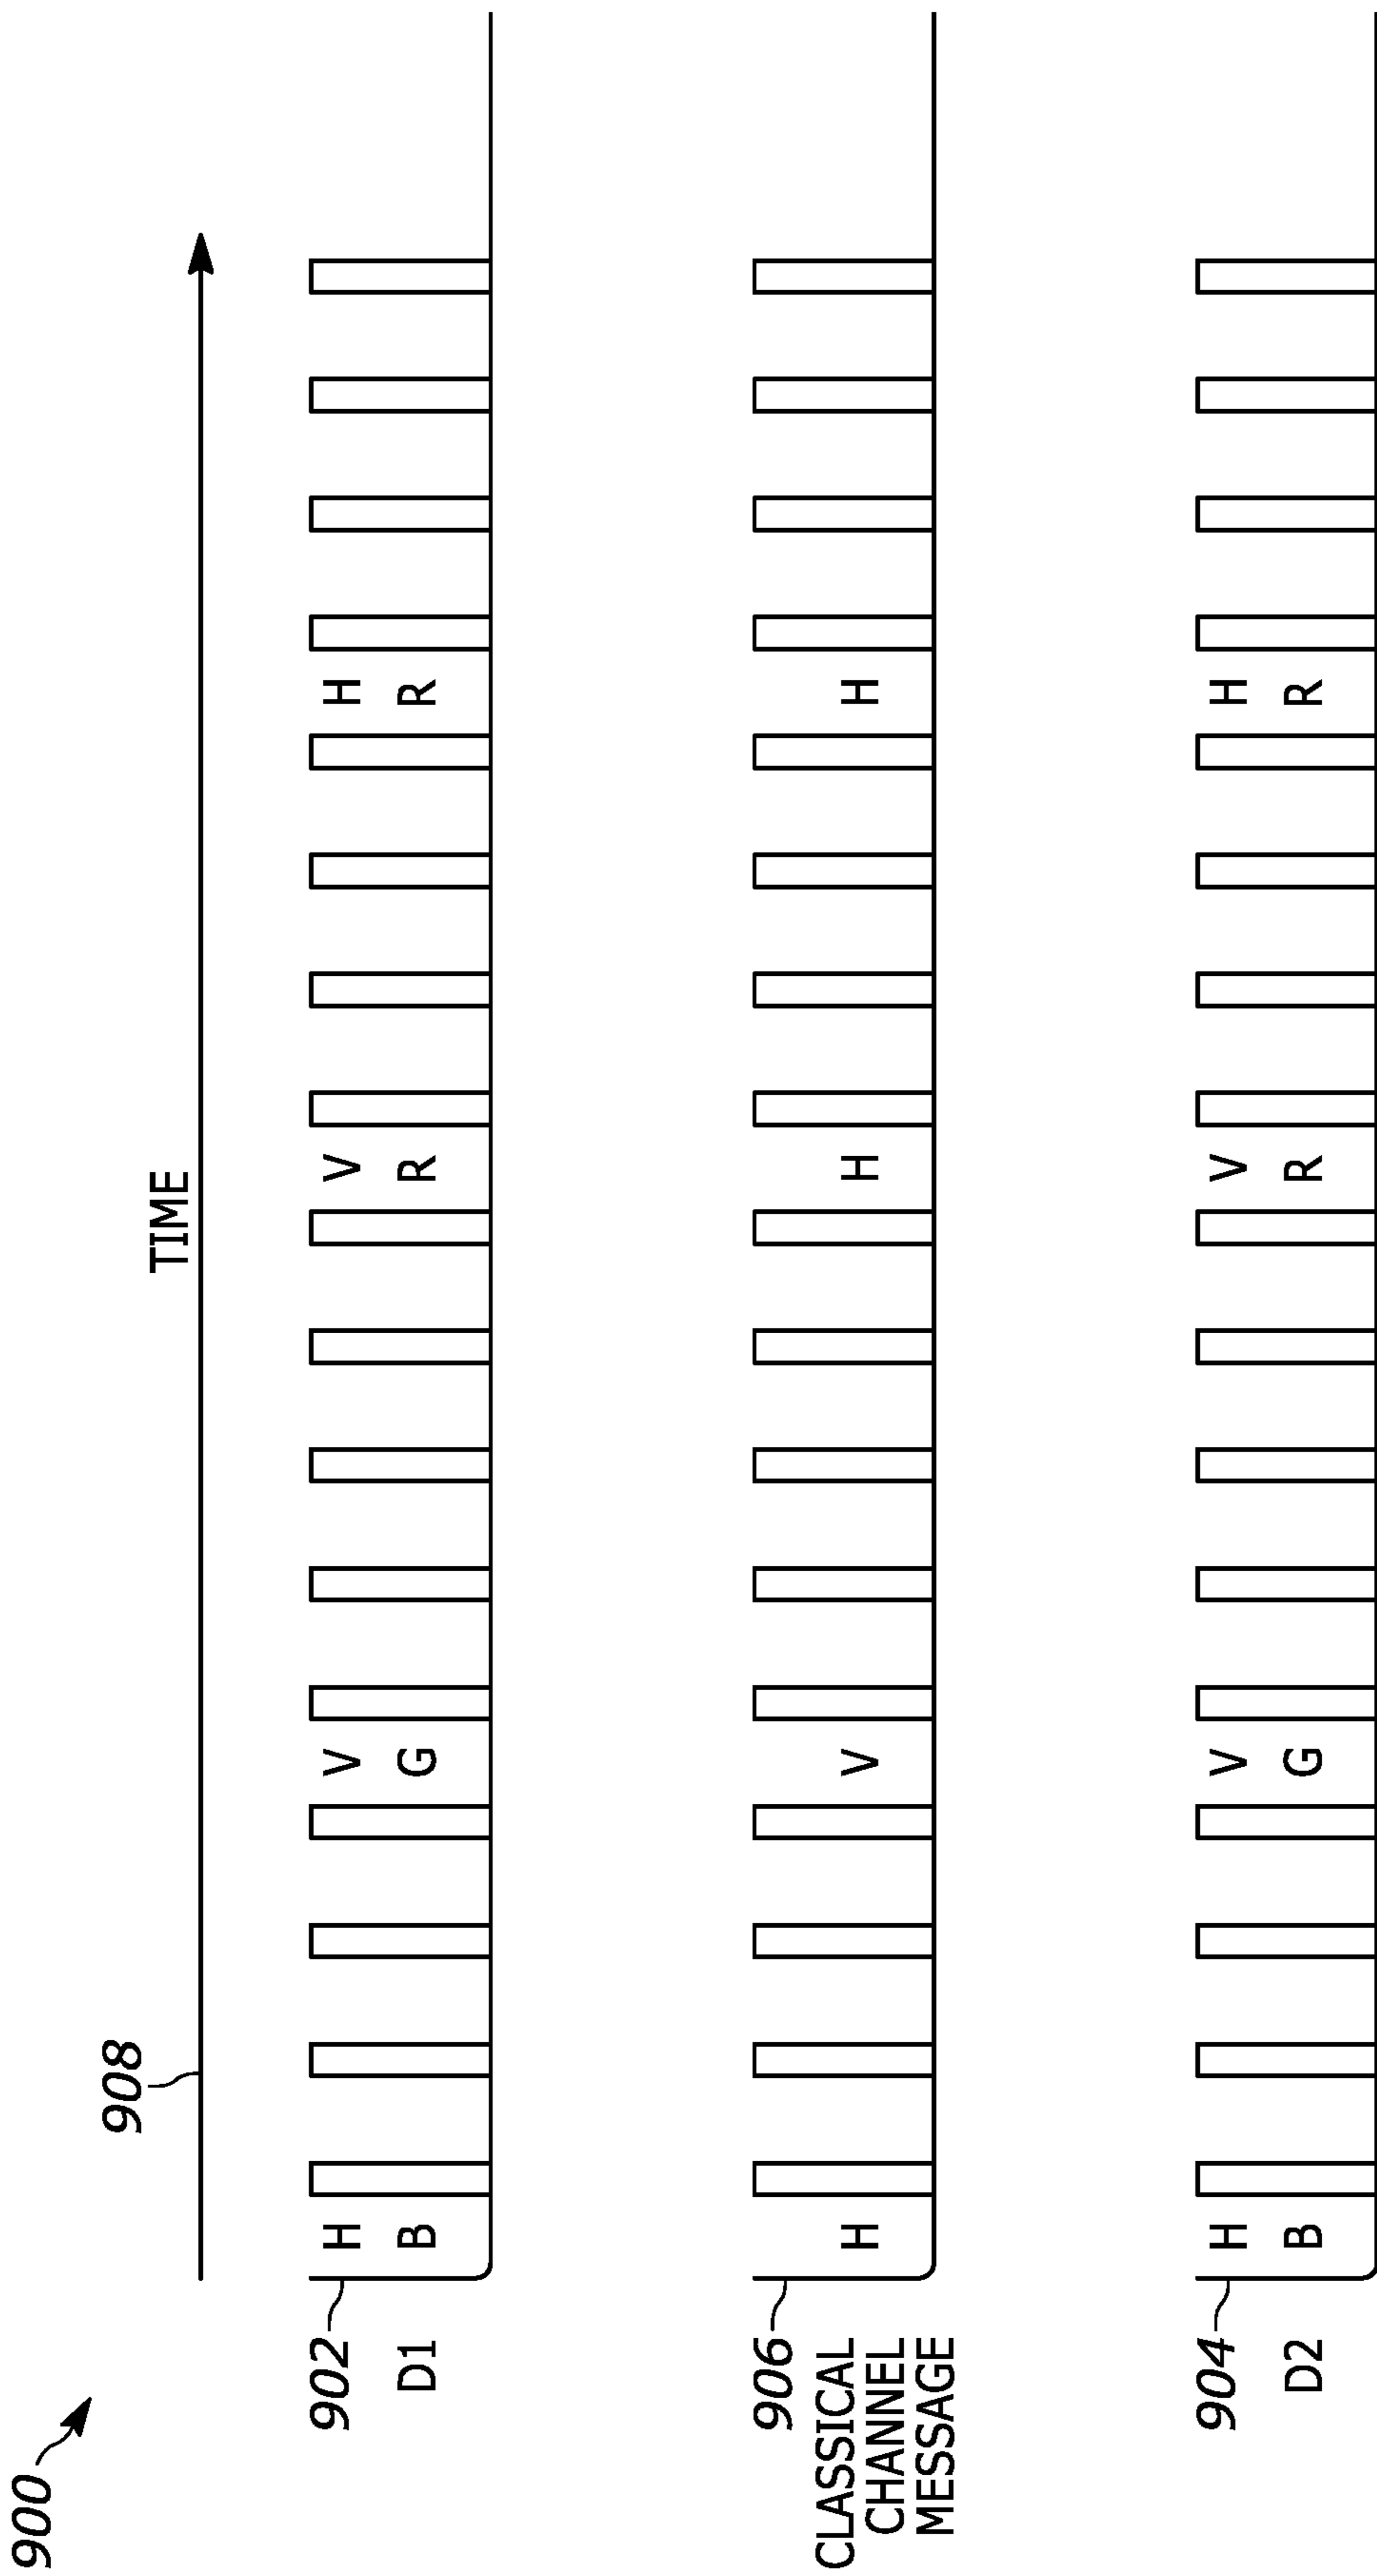 900
908
TIME
902
D1
H V V H
B G R R
906
CLASSICAL
CHANNEL
MESSAGE
H V H H
904
D2
H V V H
B G R R